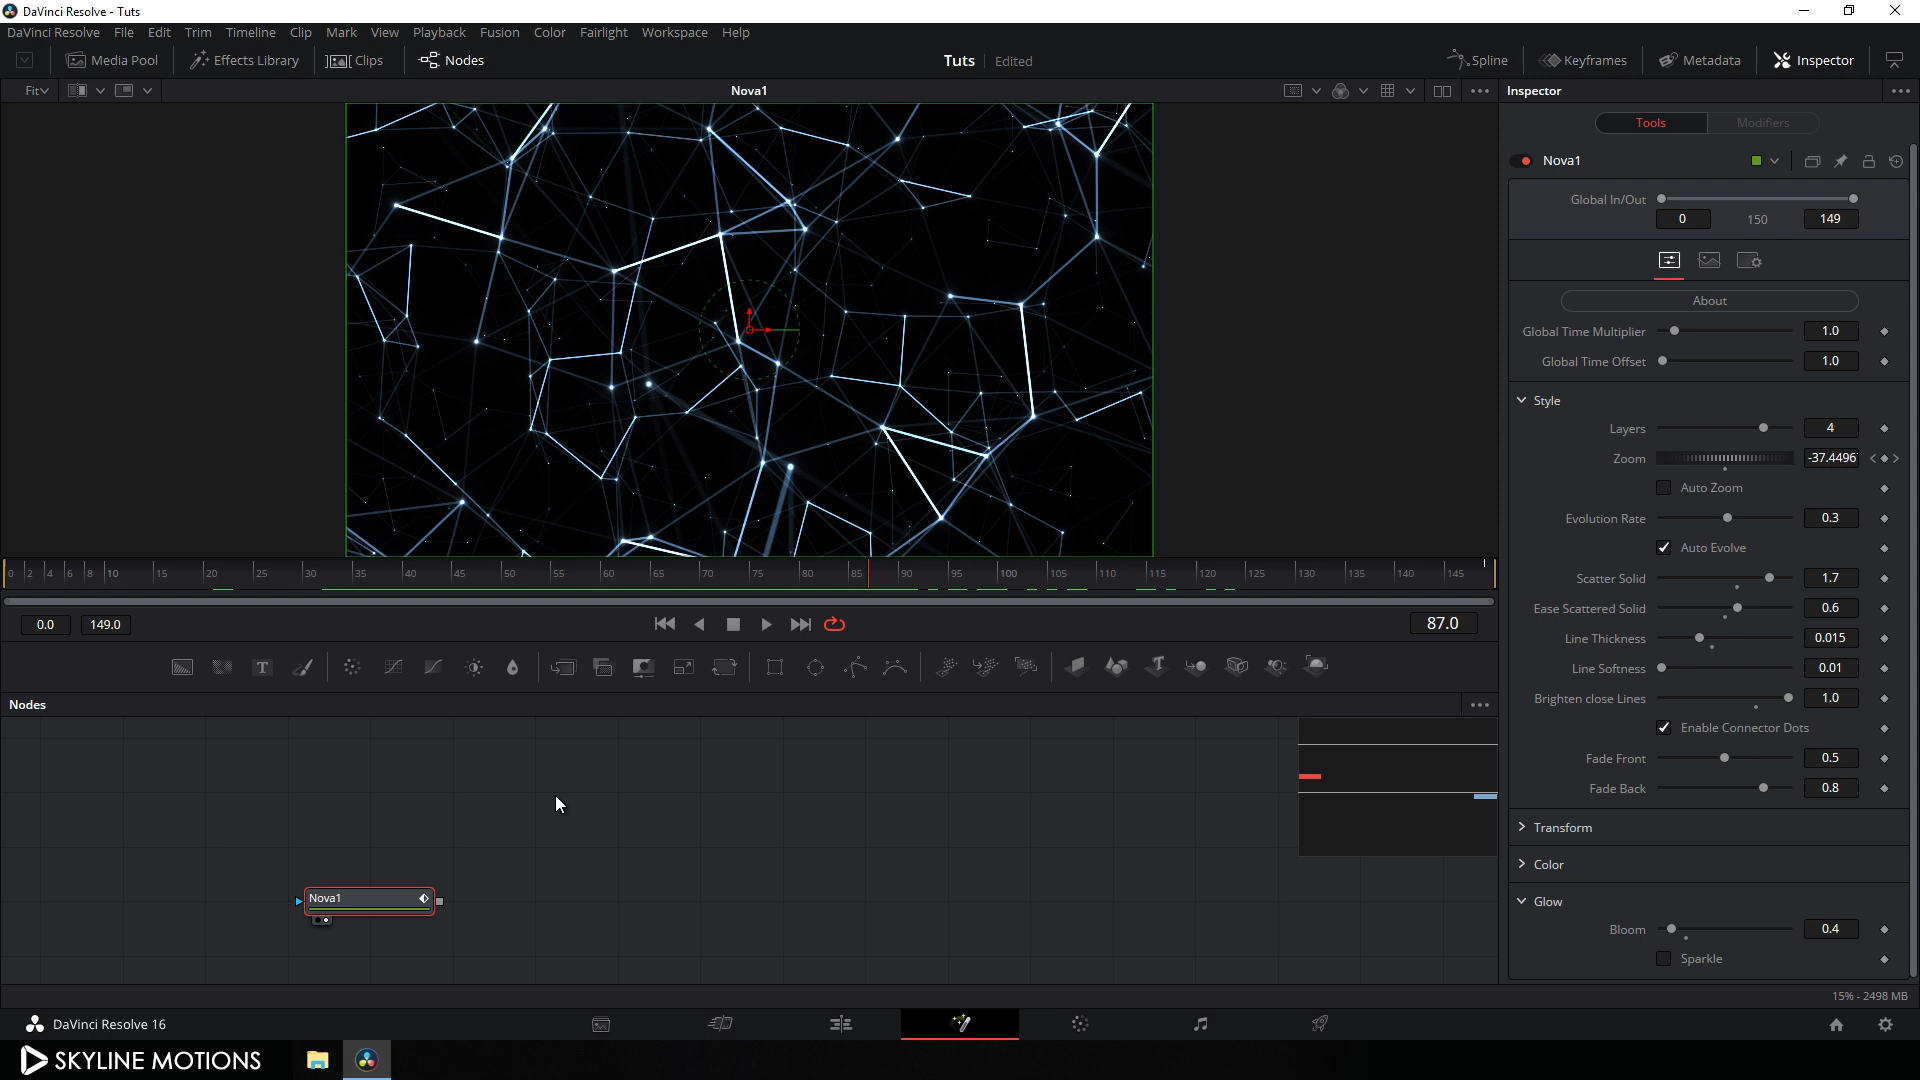 DaVinci Resolve - Tuts
DaVinci Resolve File Edit Trim Timeline Clip Mark View Playback Fusion Color Fairlight Workspace Help
Media Pool Effects Library Clips Nodes Tuts Edited Spline Keyframes Metadata Inspector
Fit Nova1 Inspector
Tools Modifiers
Nova1
Global In/Out
0 150 149
About
Global Time Multiplier 1.0
Global Time Offset 1.0
Style
Layers 4
Zoom -37.4496
Auto Zoom
Evolution Rate 0.3
Auto Evolve
Scatter Solid 1.7
Ease Scattered Solid 0.6
Line Thickness 0.015
Line Softness 0.01
Brighten close Lines 1.0
Enable Connector Dots
Fade Front 0.5
Fade Back 0.8
Transform
Color
Glow
Bloom 0.4
Sparkle
0 2 4 6 8 10 15 20 25 30 35 40 45 50 55 60 65 70 75 80 85 90 95 100 105 110 115 120 125 130 135 140 145
0.0 149.0 87.0
Nodes
Nova1
15% - 2498 MB
DaVinci Resolve 16
SKYLINE MOTIONS